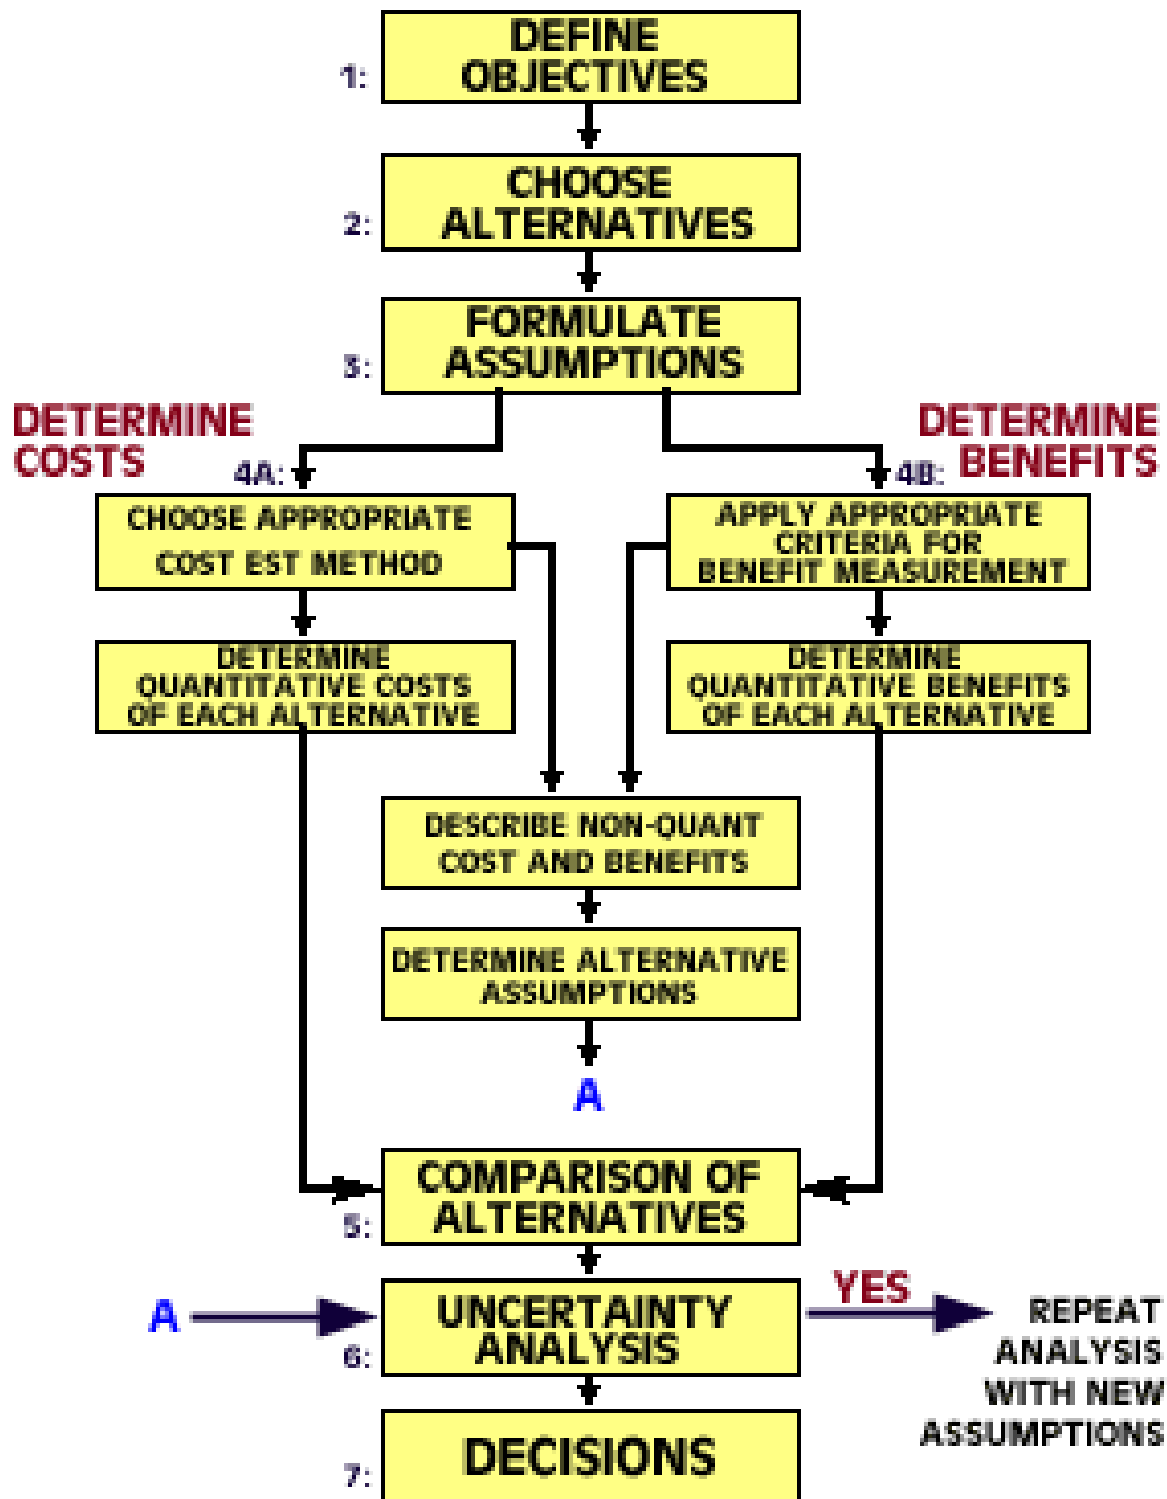 DEFINE
OBJECTIVES
1:
CHOOSE
ALTERNATIVES
2:
FORMULATE
ASSUMPTIONS
3:
DETERMINE
COSTS
4A:
DETERMINE
BENEFITS
4B:
CHOOSE APPROPRIATE
COST EST METHOD
APPLY APPROPRIATE
CRITERIA FOR
BENEFIT MEASUREMENT
DETERMINE
QUANTITATIVE COSTS
OF EACH ALTERNATIVE
DETERMINE
QUANTITATIVE BENEFITS
OF EACH ALTERNATIVE
DESCRIBE NON-QUANT
COST AND BENEFITS
DETERMINE ALTERNATIVE
ASSUMPTIONS
A
COMPARISON OF
ALTERNATIVES
5:
A
UNCERTAINTY
ANALYSIS
6:
YES
REPEAT
ANALYSIS
WITH NEW
ASSUMPTIONS
DECISIONS
7: